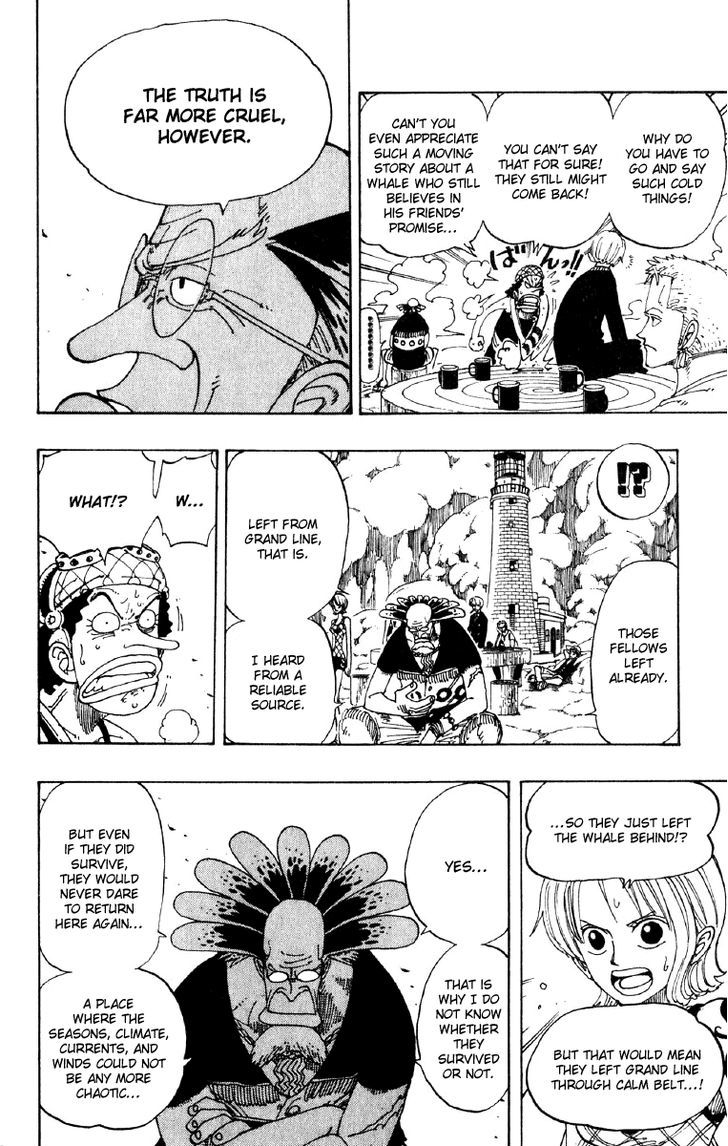 WHY DO
YOU HAVE TO
GO AND SAY
SUCH COLD
THINGS!
YOU CAN'T SAY
THAT FOR SURE!
THEY STILL MIGHT
COME BACK!
CAN'T YOU
EVEN APPRECIATE
SUCH A MOVING
STORY ABOUT A
WHALE WHO STILL
BELIEVES IN
HIS FRIENDS'
PROMISE...
ばんっ!!
THE TRUTH IS
FAR MORE CRUEL,
HOWEVER.
!?
THOSE
FELLOWS
LEFT
ALREADY.
LEFT FROM
GRAND LINE,
THAT IS.
I HEARD
FROM A
RELIABLE
SOURCE.
W...
WHAT!?
...SO THEY JUST LEFT
THE WHALE BEHIND!?
BUT THAT WOULD MEAN
THEY LEFT GRAND LINE
THROUGH CALM BELT...!
YES...
THAT IS
WHY I DO
NOT KNOW
WHETHER
THEY
SURVIVED
OR NOT.
BUT EVEN
IF THEY DID
SURVIVE,
THEY WOULD
NEVER DARE
TO RETURN
HERE AGAIN...
A PLACE
WHERE THE
SEASONS, CLIMATE,
CURRENTS, AND
WINDS COULD NOT
BE ANY MORE
CHAOTIC...